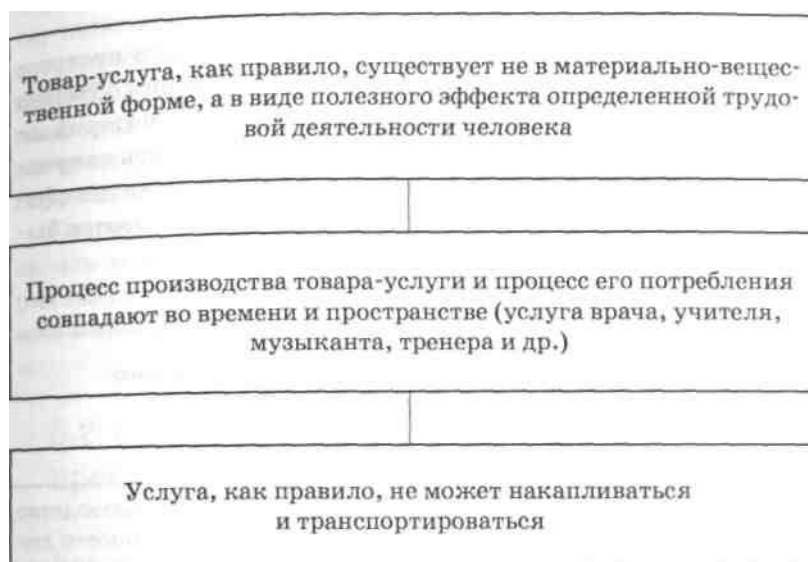 Товар-услуга, как правило, существует не в материально-вещес-
твенной форме, а в виде полезного эффекта определенной трудо-
вой деятельности человека
Процесс производства товара-услуги и процесс его потребления
совпадают во времени и пространстве (услуга врача, учителя,
музыканта, тренера и др.)
Услуга, как правило, не может накапливаться
и транспортироваться